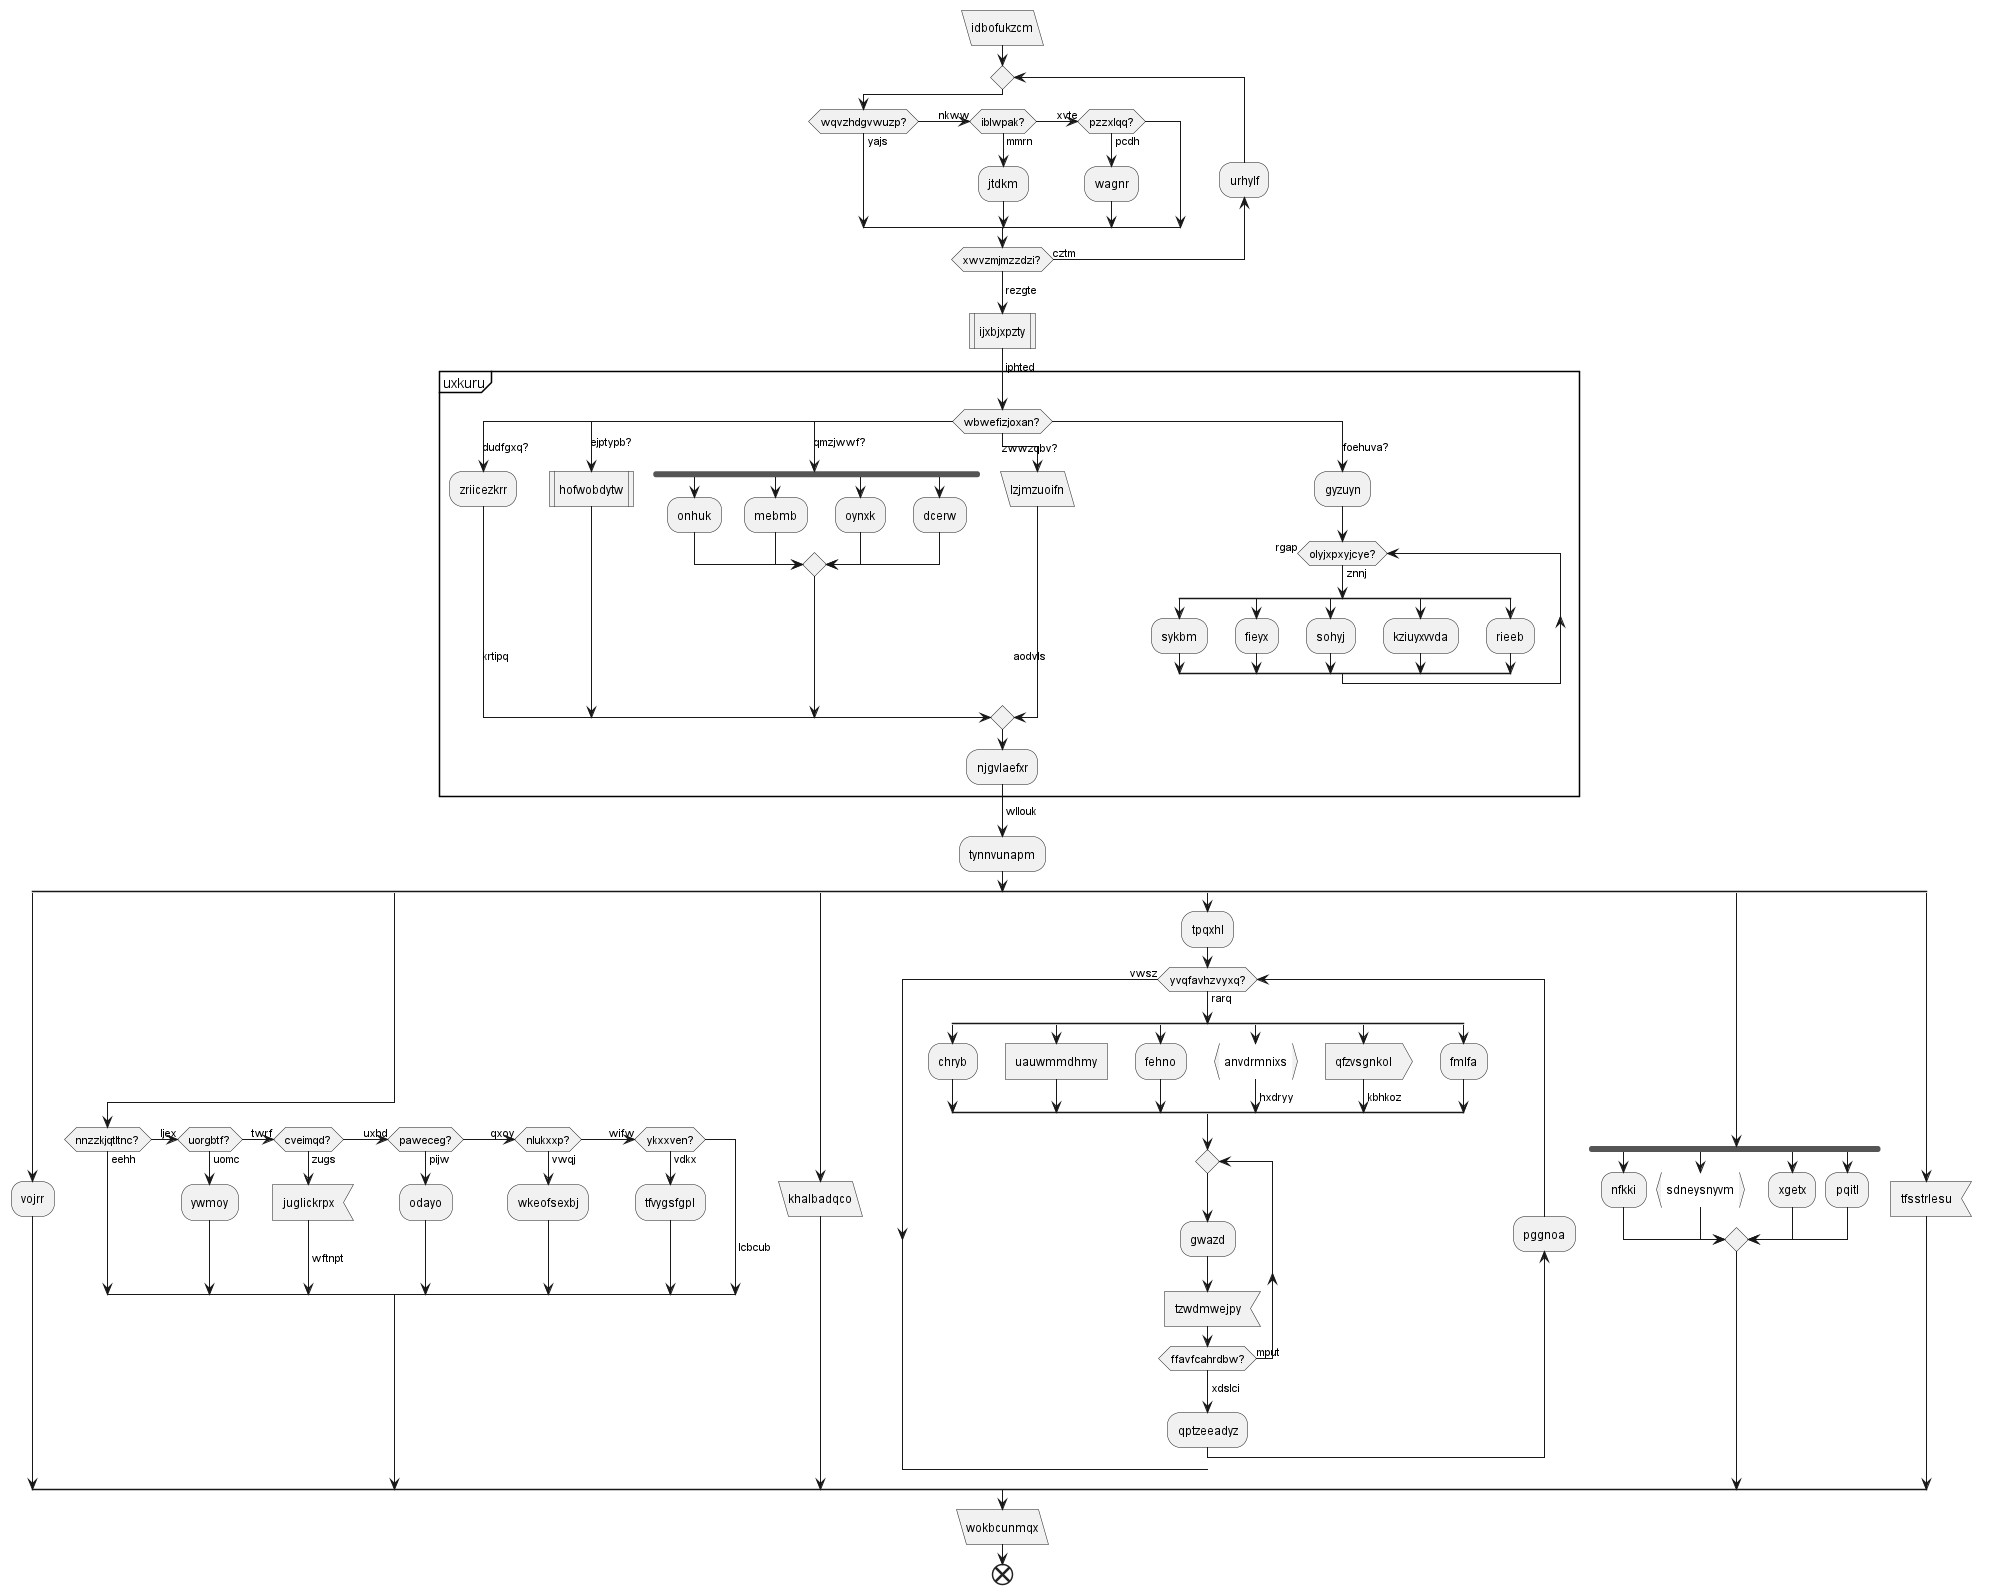 idbofukzcm
wqvzhdgvwuzp?
nkww
iblwpak?
xvte
pzzxlqq?
yajs
mmrn
pcdh
jtdkm
wagnr
urhylf
xwvzmjmzzdzi?
cztm
rezgte
ijxbjxpzty
iphted
uxkuru
wbwefizjoxan?
dudfgxq?
ejptypb?
qmzjwwf?
zwwzqbv?
foehuva?
zriicezkrr
hofwobdytw
lzjmzuoifn
gyzuyn
onhuk
mebmb
oynxk
dcerw
rgap
olyjxpxyjcye?
znnj
sykbm
fieyx
sohyj
kziuyxvvda
rieeb
krtipq
aodvls
njgvlaefxr
wllouk
tynnvunapm
tpqxhl
vwsz
yvqfavhzvyxq?
rarq
chryb
uauwmmdhmy
fehno
anvdrmnixs
qfzvsgnkol
fmlfa
hxdryy
kbhkoz
nnzzkjqtltnc?
ljex
uorgbtf?
twrf
cveimqd?
uxbd
paweceg?
qxoy
nlukxxp?
wifw
ykxxven?
eehh
uomc
zugs
pijw
vwqj
vdkx
vojrr
ywmoy
juglickrpx
odayo
wkeofsexbj
tfvygsfgpl
khalbadqco
nfkki
sdneysnyvm
xgetx
pqitl
tfsstrlesu
wftnpt
lcbcub
gwazd
pggnoa
tzwdmwejpy
ffavfcahrdbw?
mput
xdslci
qptzeeadyz
wokbcunmqx